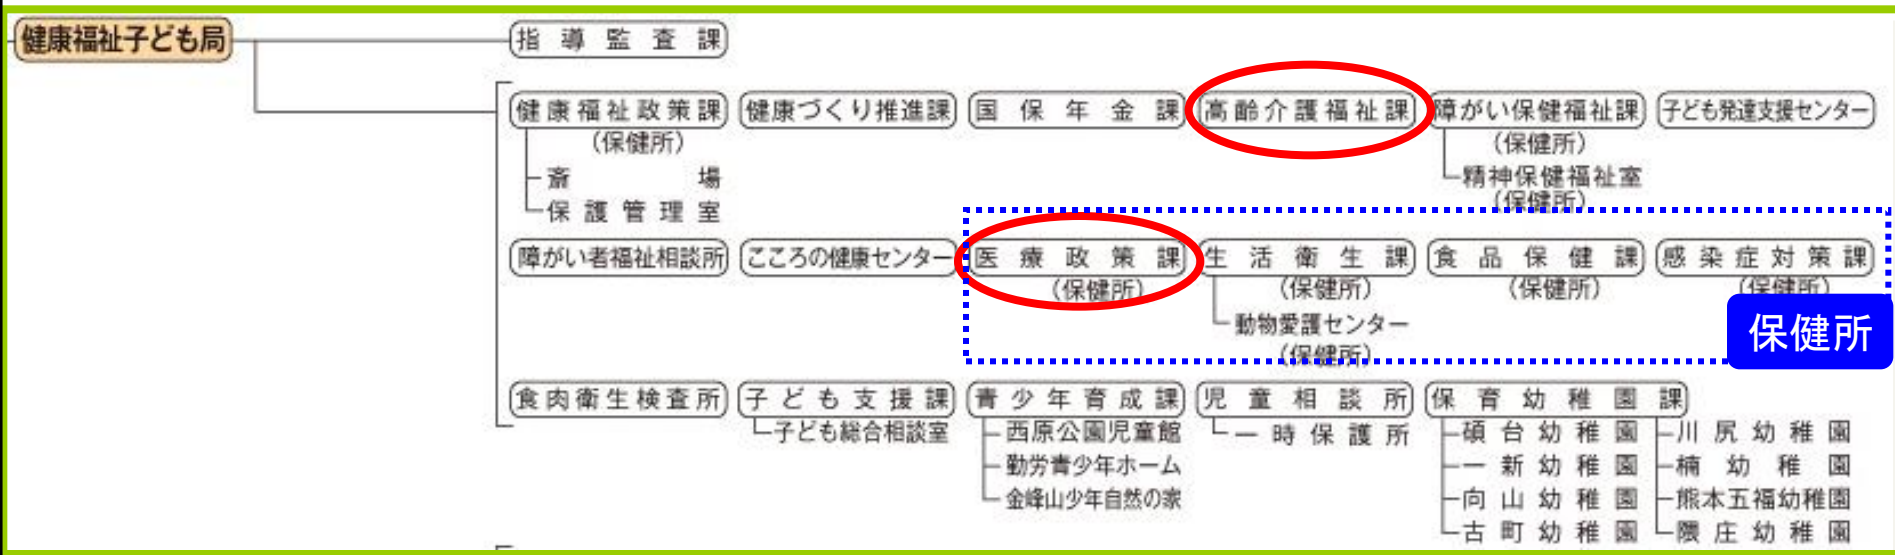 健康福祉子ども局
指導監査課
健康福祉政策課 健康づくり推進課 国保年金課 高齢介護福祉課 障がい保健福祉課 子ども発達支援センター
(保健所) (保健所)
斎場 精神保健福祉室
保護管理室 (保健所)
障がい者福祉相談所 こころの健康センター 医療政策課 生活衛生課 食品保健課 感染症対策課
(保健所) (保健所) (保健所) (保健所)
動物愛護センター 保健所
(保健所)
食肉衛生検査所 子ども支援課 青少年育成課 児童相談所 保育幼稚園課
子ども総合相談室 西原公園児童館 一時保護所 碩台幼稚園 川尻幼稚園
勤労青少年ホーム 一新幼稚園 楠幼稚園
金峰山少年自然の家 向山幼稚園 熊本五福幼稚園
古町幼稚園 隈庄幼稚園